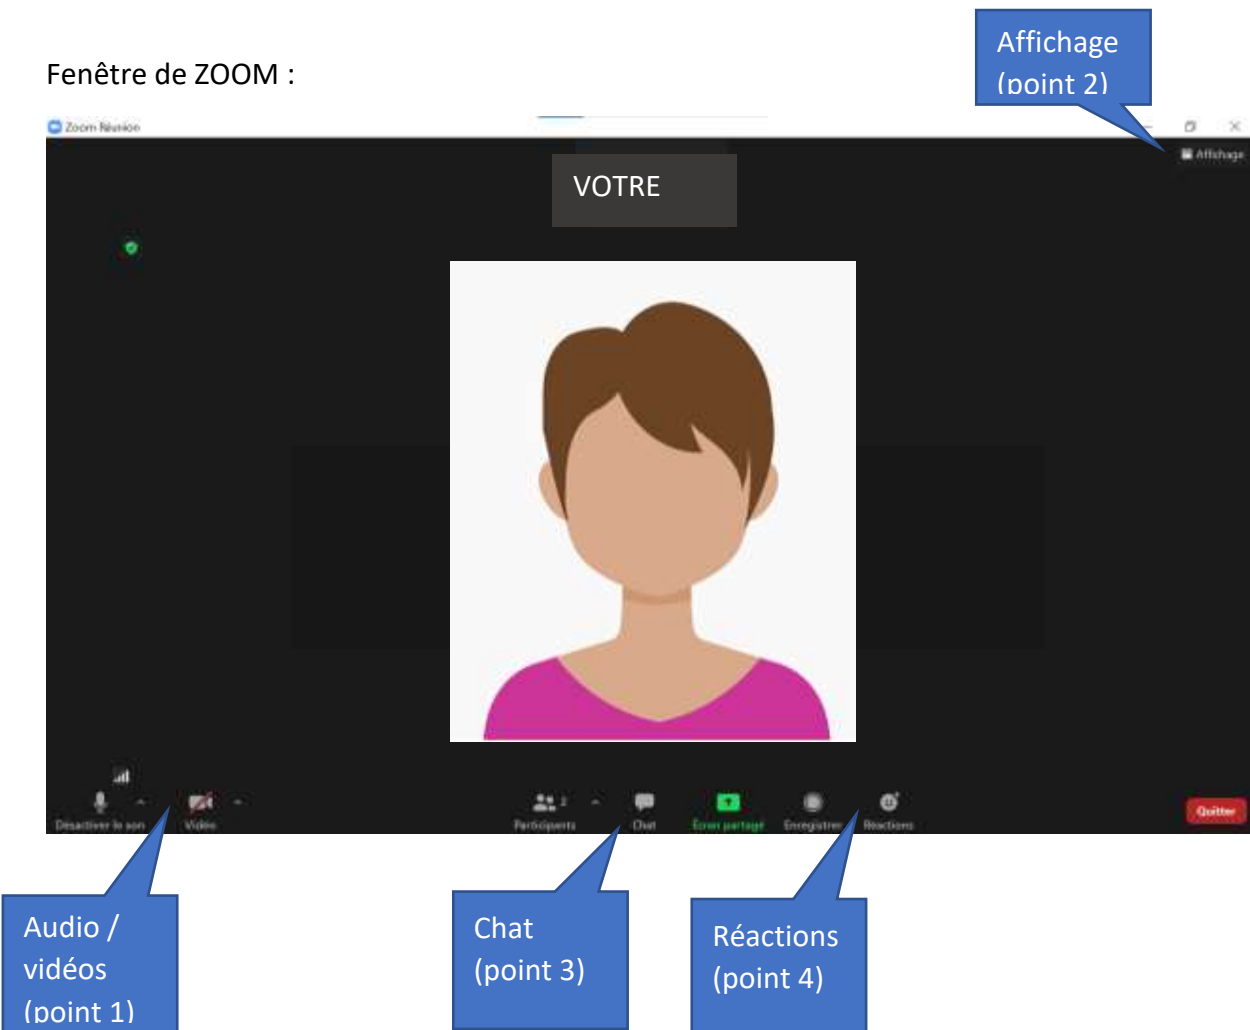 Affichage
(point 2)
Fenêtre de ZOOM :
Zoom Réunion
Affichage
VOTRE
2
Désactiver le son
Vidéo
Participants
Chat
Écran partagé
Enregistrer
Réactions
Quitter
Audio /
vidéos
(point 1)
Chat
(point 3)
Réactions
(point 4)